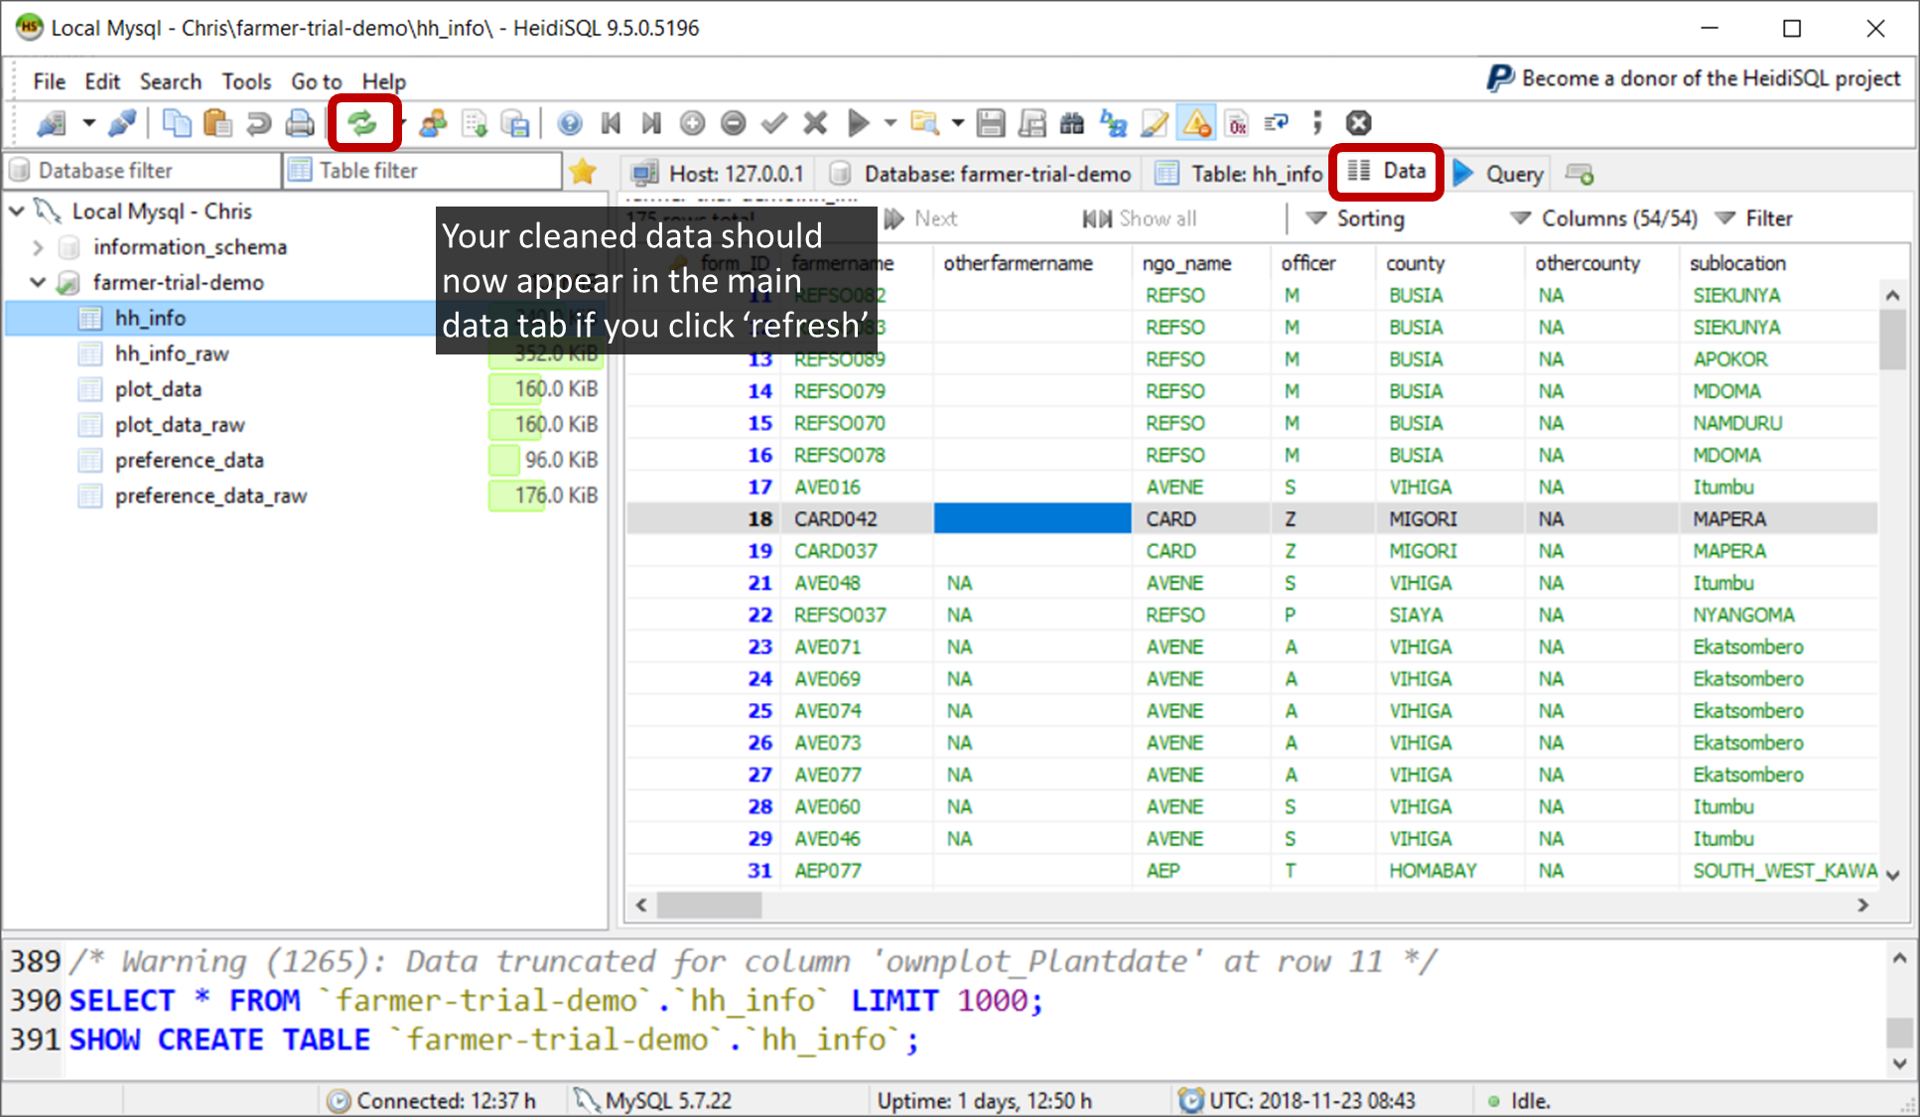 Local Mysql - Chris\farmer-trial-demo\hh_info\ - HeidiSQL 9.5.0.5196
File Edit Search Tools Go to Help
Become a donor of the HeidiSQL project
Database filter
Table filter
Host: 127.0.0.1
Database: farmer-trial-demo
Table: hh_info
Data
Query
Local Mysql - Chris
information_schema
farmer-trial-demo
hh_info
hh_info_raw 352.0 KiB
plot_data 160.0 KiB
plot_data_raw 160.0 KiB
preference_data 96.0 KiB
preference_data_raw 176.0 KiB
Your cleaned data should
now appear in the main
data tab if you click ‘refresh’
175 rows total Next Show all Sorting Columns (54/54) Filter
form_ID farmername otherfarmername ngo_name officer county othercounty sublocation
11 REFSO082 REFSO M BUSIA NA SIEKUNYA
REFSO M BUSIA NA SIEKUNYA
13 REFSO089 REFSO M BUSIA NA APOKOR
14 REFSO079 REFSO M BUSIA NA MDOMA
15 REFSO070 REFSO M BUSIA NA NAMDURU
16 REFSO078 REFSO M BUSIA NA MDOMA
17 AVE016 AVENE S VIHIGA NA Itumbu
18 CARD042 CARD Z MIGORI NA MAPERA
19 CARD037 CARD Z MIGORI NA MAPERA
21 AVE048 NA AVENE S VIHIGA NA Itumbu
22 REFSO037 NA REFSO P SIAYA NA NYANGOMA
23 AVE071 NA AVENE A VIHIGA NA Ekatsombero
24 AVE069 NA AVENE A VIHIGA NA Ekatsombero
25 AVE074 NA AVENE A VIHIGA NA Ekatsombero
26 AVE073 NA AVENE A VIHIGA NA Ekatsombero
27 AVE077 NA AVENE A VIHIGA NA Ekatsombero
28 AVE060 NA AVENE S VIHIGA NA Itumbu
29 AVE046 NA AVENE S VIHIGA NA Itumbu
31 AEP077 AEP T HOMABAY NA SOUTH_WEST_KAWA
389 /* Warning (1265): Data truncated for column 'ownplot_Plantdate' at row 11 */
390 SELECT * FROM `farmer-trial-demo`.`hh_info` LIMIT 1000;
391 SHOW CREATE TABLE `farmer-trial-demo`.`hh_info`;
Connected: 12:37 h MySQL 5.7.22 Uptime: 1 days, 12:50 h UTC: 2018-11-23 08:43 Idle.